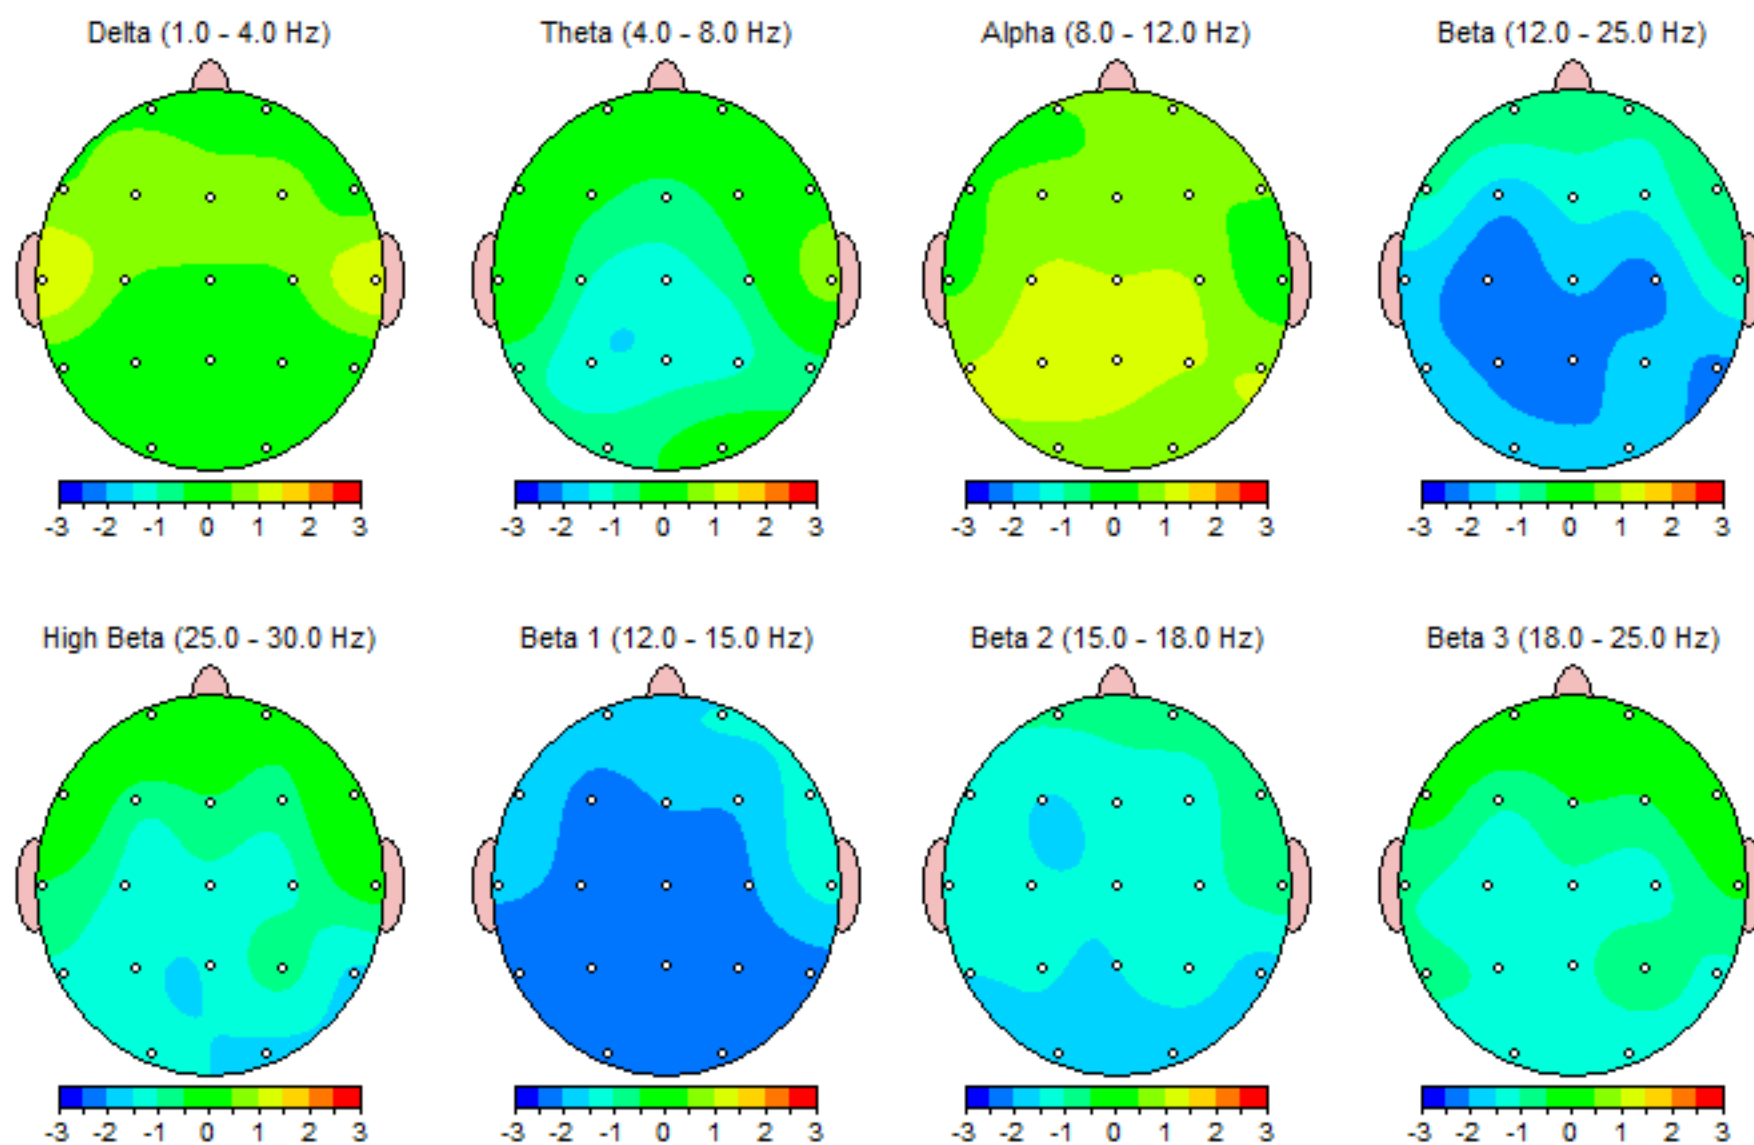 Delta (1.0 - 4.0 Hz) Theta (4.0 - 8.0 Hz) Alpha (8.0 - 12.0 Hz) Beta (12.0 - 25.0 Hz)
-3 -2 -1 0 1 2 3 -3 -2 -1 0 1 2 3 -3 -2 -1 0 1 2 3 -3 -2 -1 0 1 2 3
High Beta (25.0 - 30.0 Hz) Beta 1 (12.0 - 15.0 Hz) Beta 2 (15.0 - 18.0 Hz) Beta 3 (18.0 - 25.0 Hz)
-3 -2 -1 0 1 2 3 -3 -2 -1 0 1 2 3 -3 -2 -1 0 1 2 3 -3 -2 -1 0 1 2 3